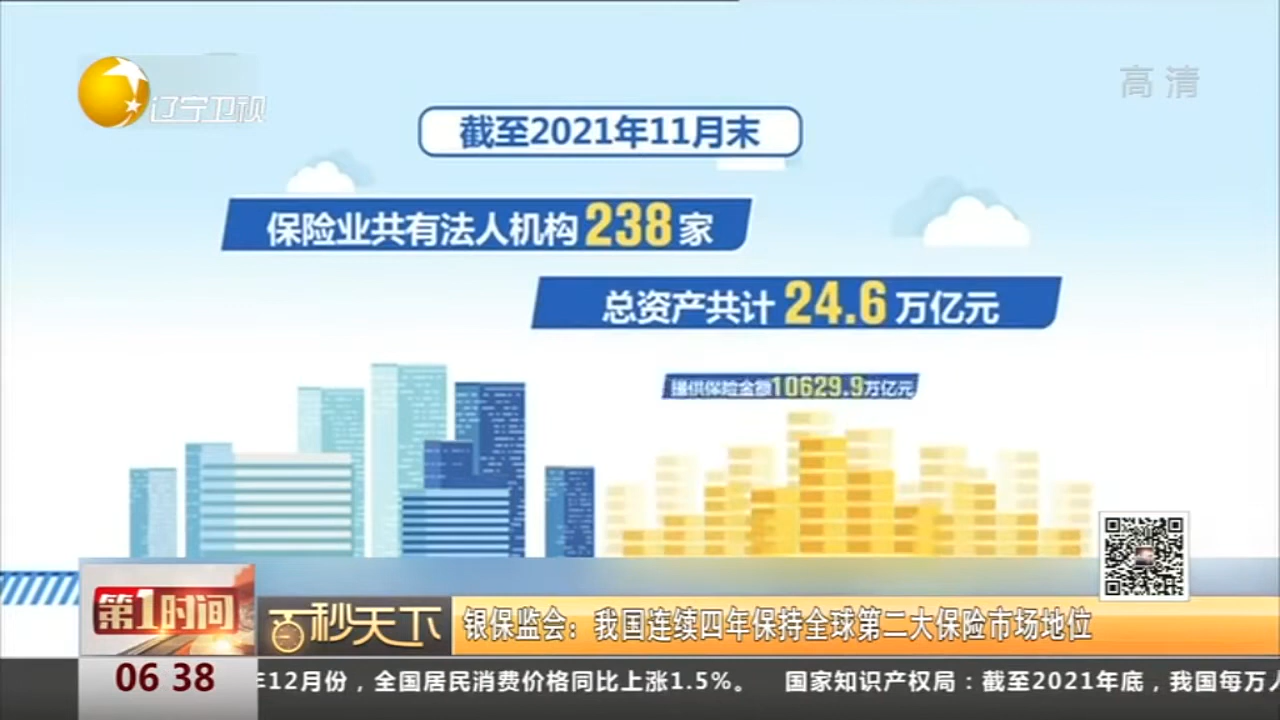 辽宁卫视
高清
截至2021年11月末
保险业共有法人机构238家
总资产共计24.6万亿元
提供保险金额10629.9万亿元
第1时间
百秒天下
银保监会：我国连续四年保持全球第二大保险市场地位
06 38
年12月份，全国居民消费价格同比上涨1.5%。 国家知识产权局：截至2021年底，我国每万人